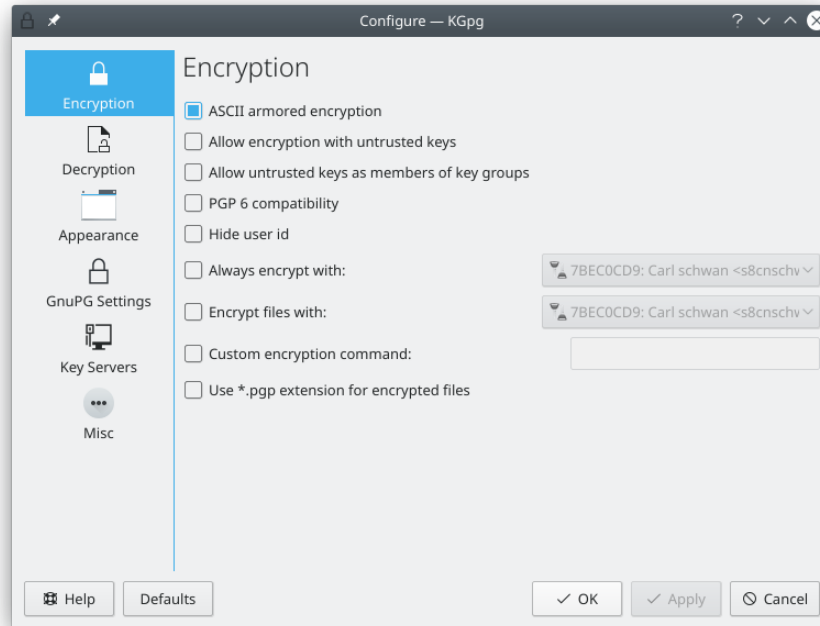 Configure — KGpg
Encryption
Decryption
Appearance
GnuPG Settings
Key Servers
Misc
Encryption
ASCII armored encryption
Allow encryption with untrusted keys
Allow untrusted keys as members of key groups
PGP 6 compatibility
Hide user id
Always encrypt with: 7BEC0CD9: Carl schwan <s8cnschw
Encrypt files with: 7BEC0CD9: Carl schwan <s8cnschw
Custom encryption command:
Use *.pgp extension for encrypted files
Help Defaults OK Apply Cancel